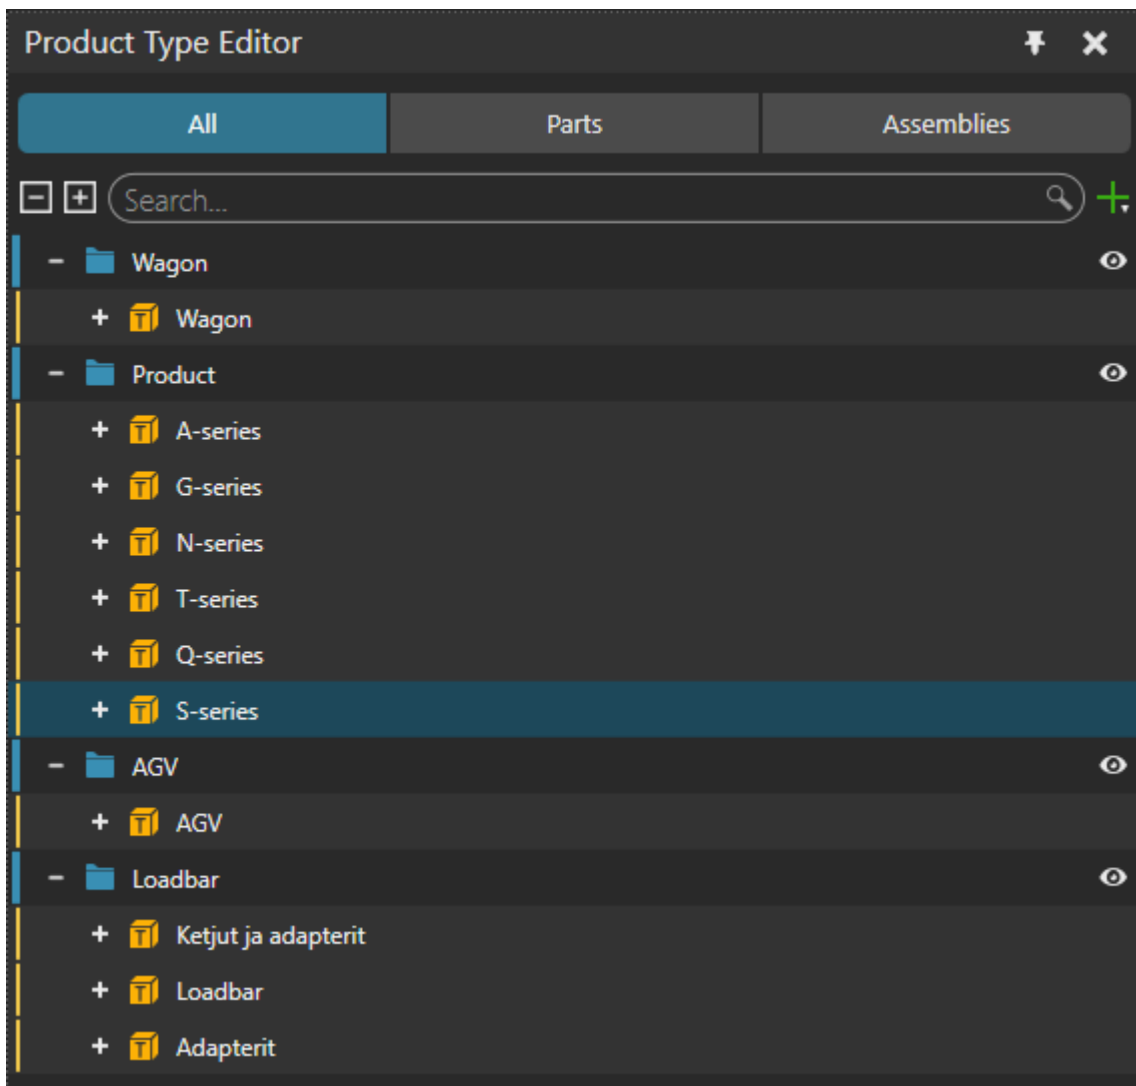 Product Type Editor
All Parts Assemblies
Search...
Wagon
Wagon
Product
A-series
G-series
N-series
T-series
Q-series
S-series
AGV
AGV
Loadbar
Ketjut ja adapterit
Loadbar
Adapterit